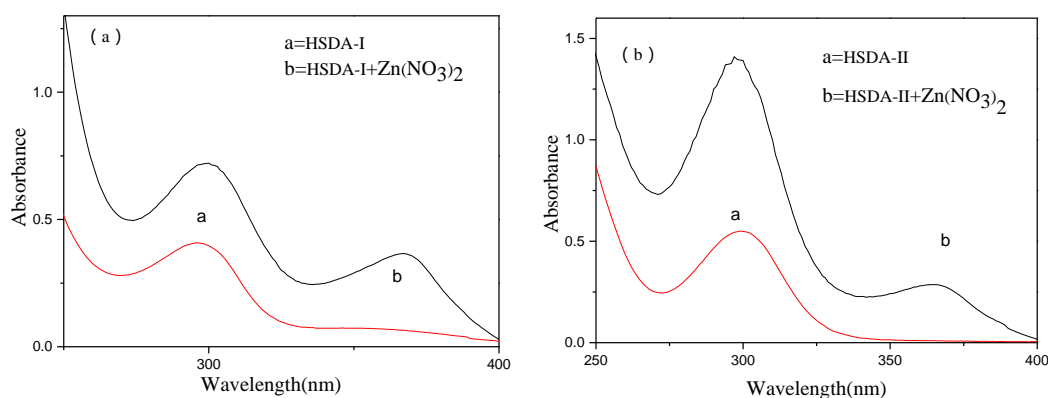 ( a )
a=HSDA-I
b=HSDA-I+Zn(NO3)2
1.0
0.5
0.0
Absorbance
a
b
300
400
Wavelength(nm)
( b )
a=HSDA-II
b=HSDA-II+Zn(NO3)2
1.5
1.0
0.5
0.0
Absorbance
a
b
250
300
350
400
Wavelength(nm)